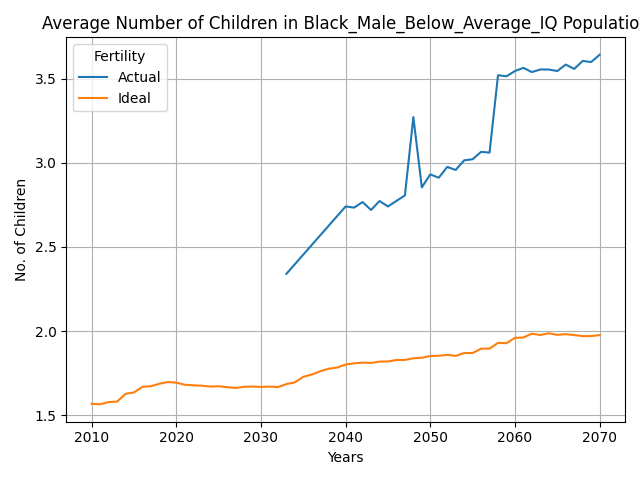 Average Number of Children in Black_Male_Below_Average_IQ Populatio
Fertility
Actual
Ideal
No. of Children
3.5
3.0
2.5
2.0
1.5
2010 2020 2030 2040 2050 2060 2070
Years